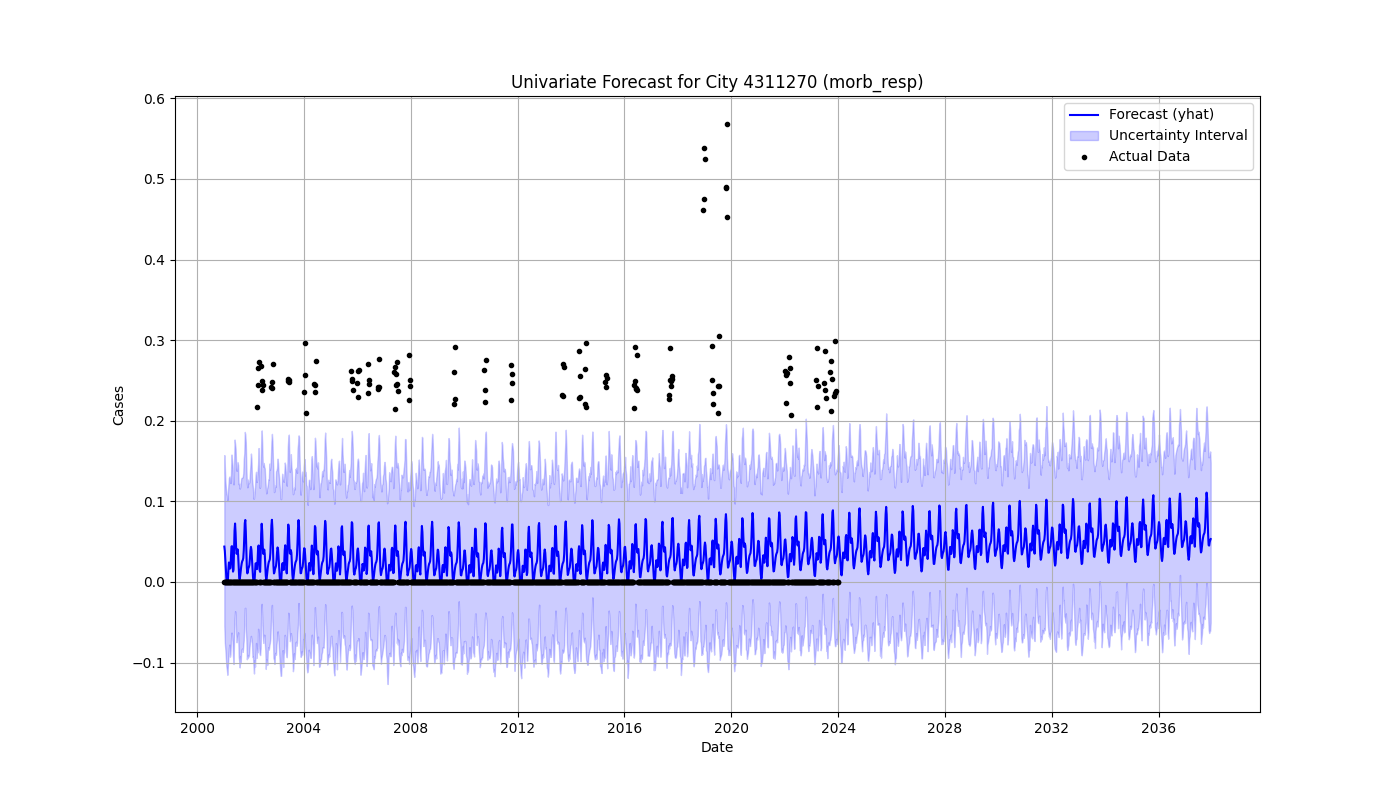 Univariate Forecast for City 4311270 (morb_resp)
Forecast (yhat)
Uncertainty Interval
Actual Data
0.6
0.5
0.4
0.3
0.2
0.1
0.0
−0.1
Cases
2000 2004 2008 2012 2016 2020 2024 2028 2032 2036
Date